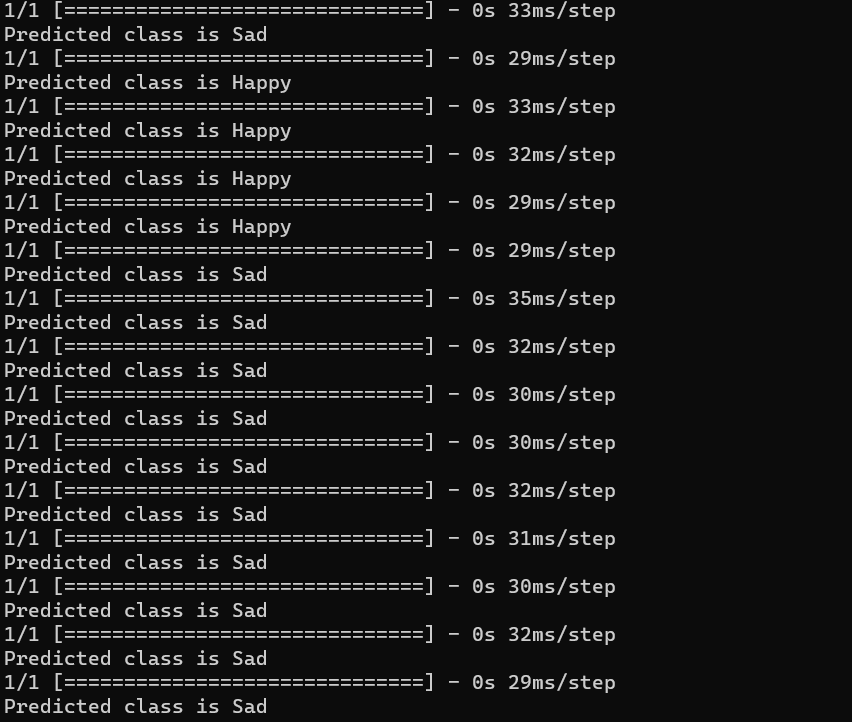 1/1 [==============================] - 0s 33ms/step
Predicted class is Sad
1/1 [==============================] - 0s 29ms/step
Predicted class is Happy
1/1 [==============================] - 0s 33ms/step
Predicted class is Happy
1/1 [==============================] - 0s 32ms/step
Predicted class is Happy
1/1 [==============================] - 0s 29ms/step
Predicted class is Happy
1/1 [==============================] - 0s 29ms/step
Predicted class is Sad
1/1 [==============================] - 0s 35ms/step
Predicted class is Sad
1/1 [==============================] - 0s 32ms/step
Predicted class is Sad
1/1 [==============================] - 0s 30ms/step
Predicted class is Sad
1/1 [==============================] - 0s 30ms/step
Predicted class is Sad
1/1 [==============================] - 0s 32ms/step
Predicted class is Sad
1/1 [==============================] - 0s 31ms/step
Predicted class is Sad
1/1 [==============================] - 0s 30ms/step
Predicted class is Sad
1/1 [==============================] - 0s 32ms/step
Predicted class is Sad
1/1 [==============================] - 0s 29ms/step
Predicted class is Sad